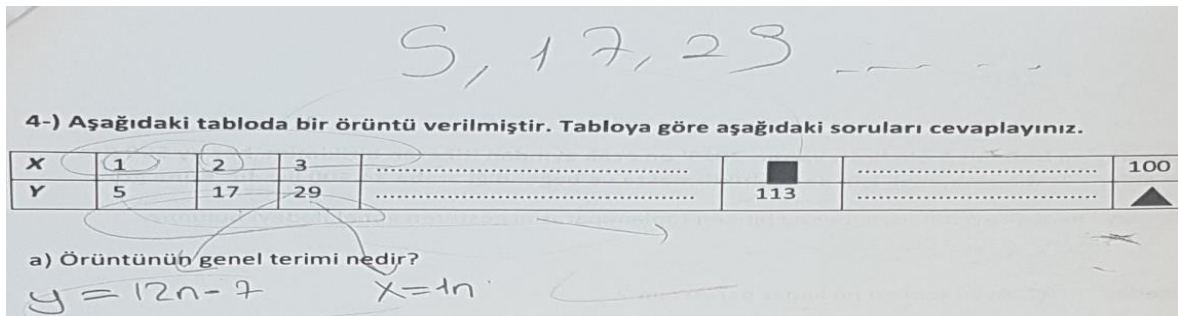 5, 17, 29 ... . . .
4-) Aşağıdaki tabloda bir örüntü verilmiştir. Tabloya göre aşağıdaki soruları cevaplayınız.
X 1 2 3 ........................................ ■ .............................. 100
Y 5 17 29 ........................................ 113 .............................. ▲
a) Örüntünün genel terimi nedir?
y = 12n - 7 x = 1n